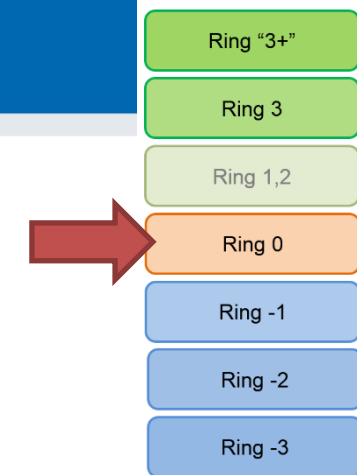 Ring “3+”
Ring 3
Ring 1,2
Ring 0
Ring -1
Ring -2
Ring -3